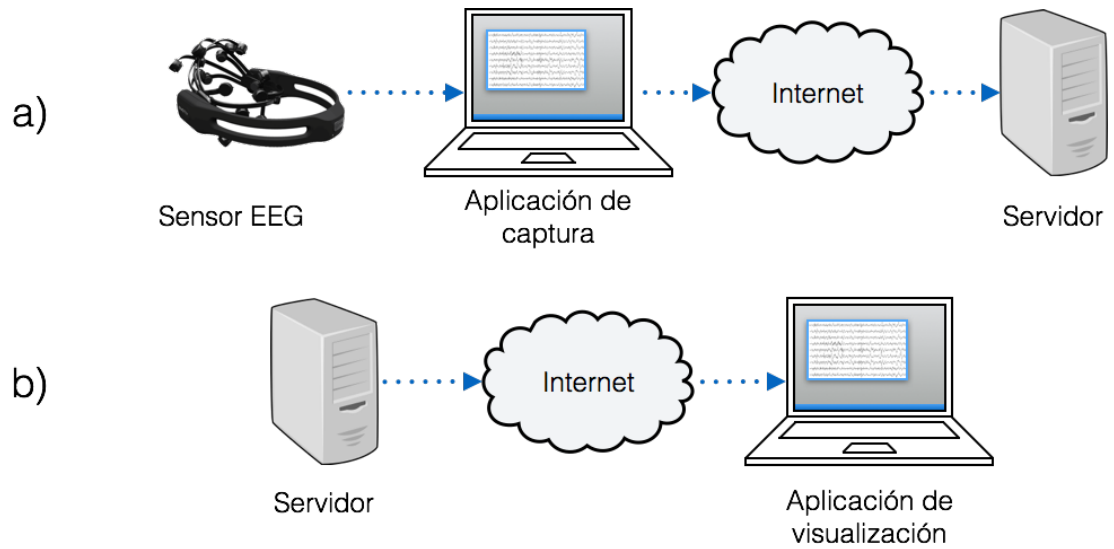 a)
Internet
Sensor EEG
Aplicación de
captura
Servidor
b)
Internet
Servidor
Aplicación de
visualización